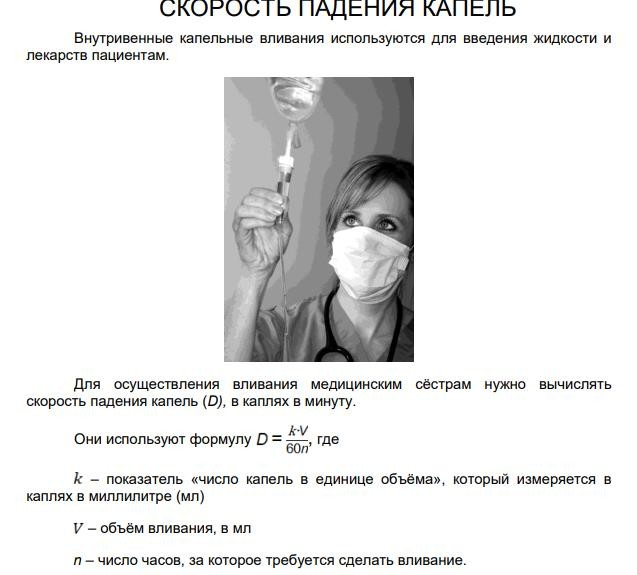 СКОРОСТЬ ПАДЕНИЯ КАПЕЛЬ
Внутривенные капельные вливания используются для введения жидкости и
лекарств пациентам.
Для осуществления вливания медицинским сёстрам нужно вычислять
скорость падения капель (D), в каплях в минуту.
Они используют формулу D = k·V/60n, где
k – показатель «число капель в единице объёма», который измеряется в
каплях в миллилитре (мл)
V – объём вливания, в мл
n – число часов, за которое требуется сделать вливание.